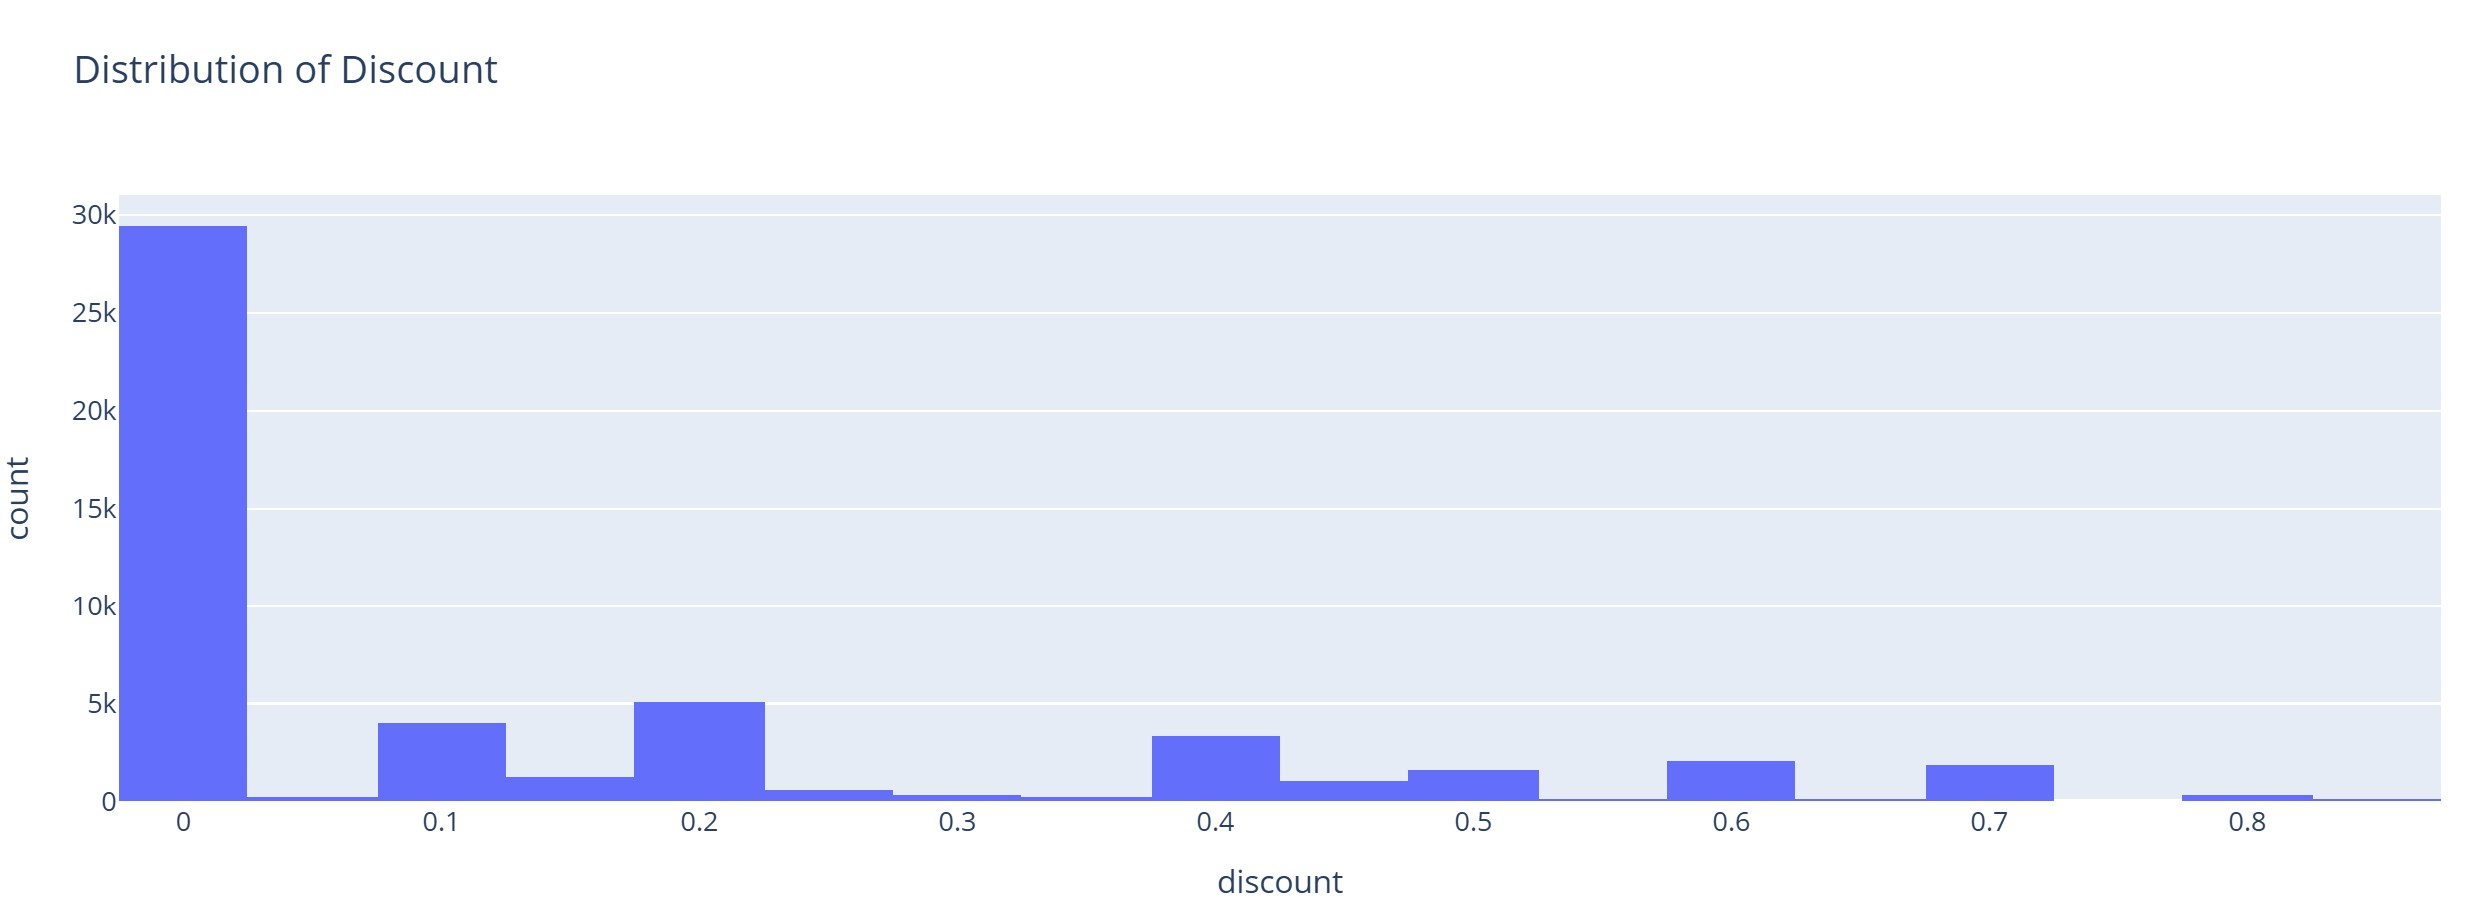 Distribution of Discount
30k
25k
20k
15k
10k
5k
0
count
0 0.1 0.2 0.3 0.4 0.5 0.6 0.7 0.8
discount